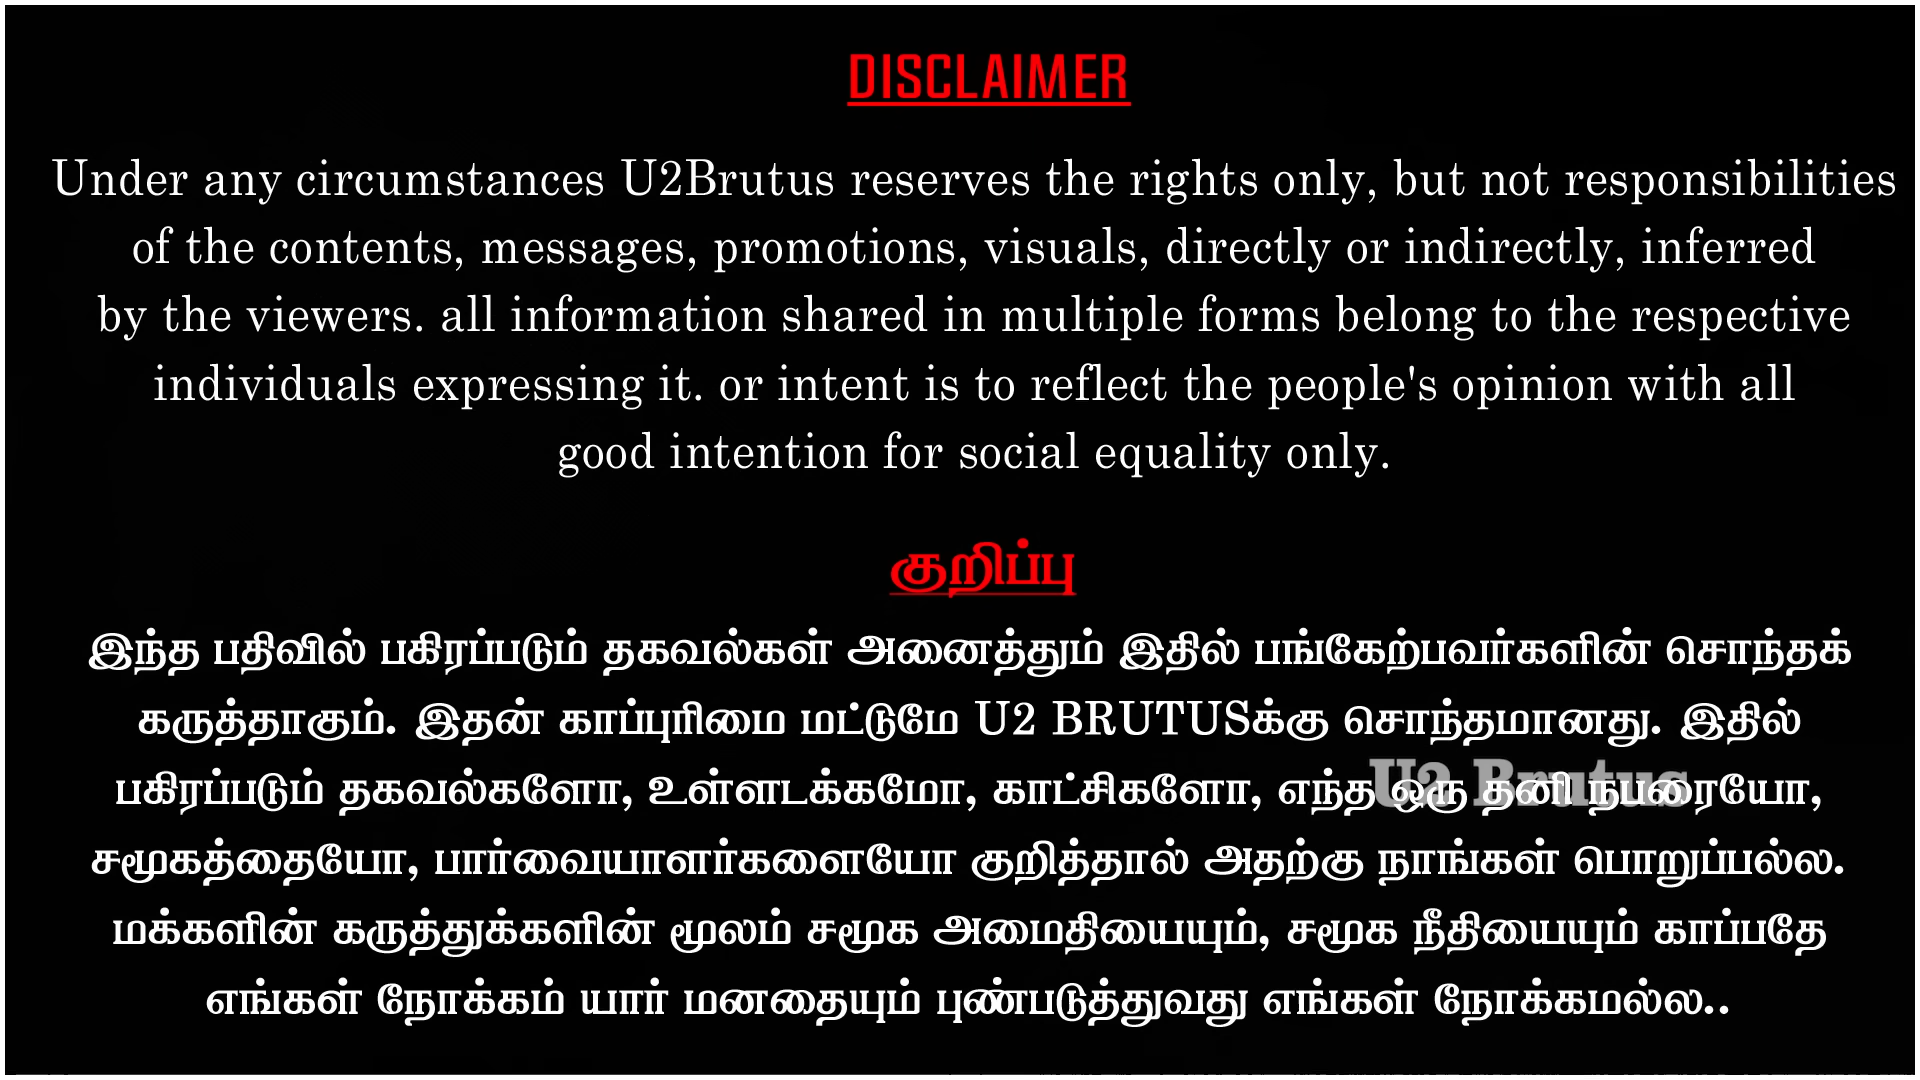 DISCLAIMER
Under any circumstances U2Brutus reserves the rights only, but not responsibilities
of the contents, messages, promotions, visuals, directly or indirectly, inferred
by the viewers. all information shared in multiple forms belong to the respective
individuals expressing it. or intent is to reflect the people's opinion with all
good intention for social equality only.
குறிப்பு
இந்த பதிவில் பகிரப்படும் தகவல்கள் அனைத்தும் இதில் பங்கேற்பவர்களின் சொந்தக்
கருத்தாகும். இதன் காப்புரிமை மட்டுமே U2 BRUTUSக்கு சொந்தமானது. இதில்
பகிரப்படும் தகவல்களோ, உள்ளடக்கமோ, காட்சிகளோ, எந்த ஒரு தனி நபரையோ,
U2 Brutus
சமூகத்தையோ, பார்வையாளர்களையோ குறித்தால் அதற்கு நாங்கள் பொறுப்பல்ல.
மக்களின் கருத்துக்களின் மூலம் சமூக அமைதியையும், சமூக நீதியையும் காப்பதே
எங்கள் நோக்கம் யார் மனதையும் புண்படுத்துவது எங்கள் நோக்கமல்ல..